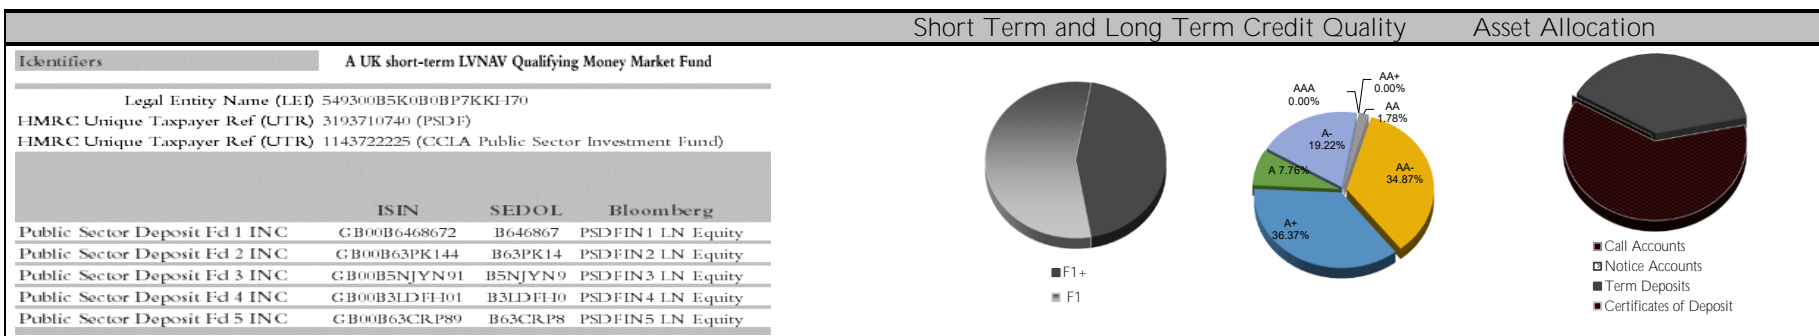 Short Term and Long Term Credit Quality
Asset Allocation
Identifiers
A UK short-term LVNAV Qualifying Money Market Fund
Legal Entity Name (LEI) 549300B5K0B0BP7KKH70
HMRC Unique Taxpayer Ref (UTR) 3193710740 (PSDF)
HMRC Unique Taxpayer Ref (UTR) 1143722225 (CCLA Public Sector Investment Fund)
ISIN SEDOL Bloomberg
Public Sector Deposit Fd 1 INC GB00B6468672 B646867 PSDFIN1 LN Equity
Public Sector Deposit Fd 2 INC GB00B63PK144 B63PK14 PSDFIN2 LN Equity
Public Sector Deposit Fd 3 INC GB00B5NJYN91 B5NJYN9 PSDFIN3 LN Equity
Public Sector Deposit Fd 4 INC GB00B3LDFH01 B3LDFH0 PSDFIN4 LN Equity
Public Sector Deposit Fd 5 INC GB00B63CRP89 B63CRP8 PSDFIN5 LN Equity
F1+
F1
AAA
0.00%
AA+
0.00%
AA
1.78%
AA-
34.87%
A+
36.37%
A 7.76%
A-
19.22%
Call Accounts
Notice Accounts
Term Deposits
Certificates of Deposit